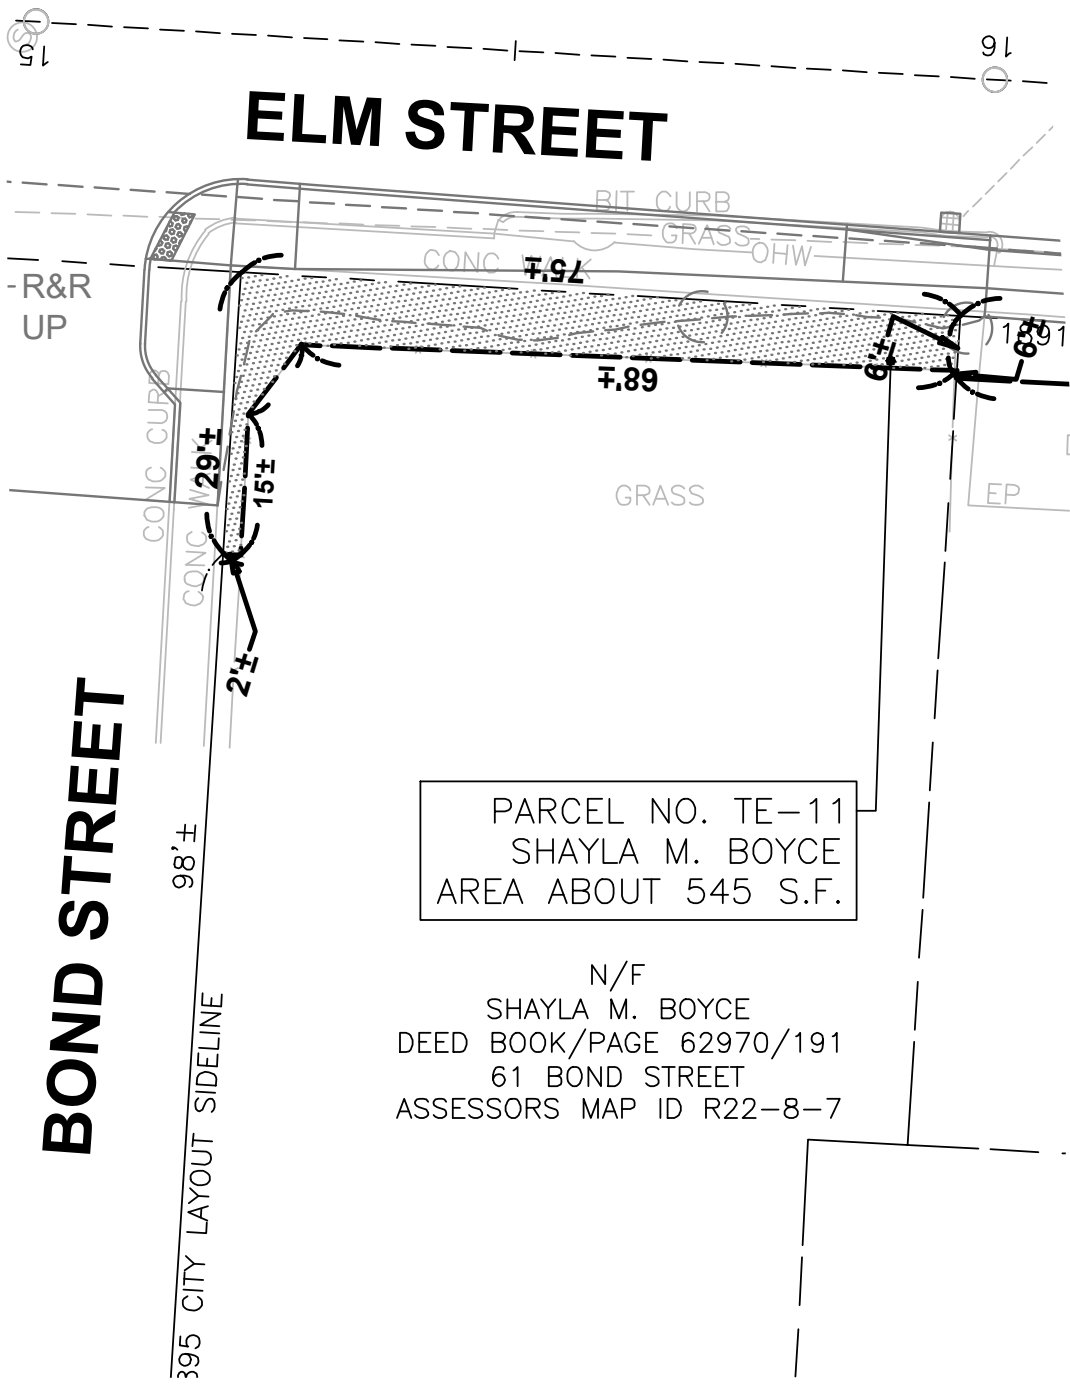 15
16
ELM STREET
BIT CURB
GRASS
OHW
CONC WALK
75'±
R&R
UP
1891
6'±
6'±
68'±
CONC CURB
CONC WALK
29'±
15'±
GRASS
EP
2'±
BOND STREET
98'±
PARCEL NO. TE-11
SHAYLA M. BOYCE
AREA ABOUT 545 S.F.
N/F
SHAYLA M. BOYCE
DEED BOOK/PAGE 62970/191
61 BOND STREET
ASSESSORS MAP ID R22-8-7
895 CITY LAYOUT SIDELINE